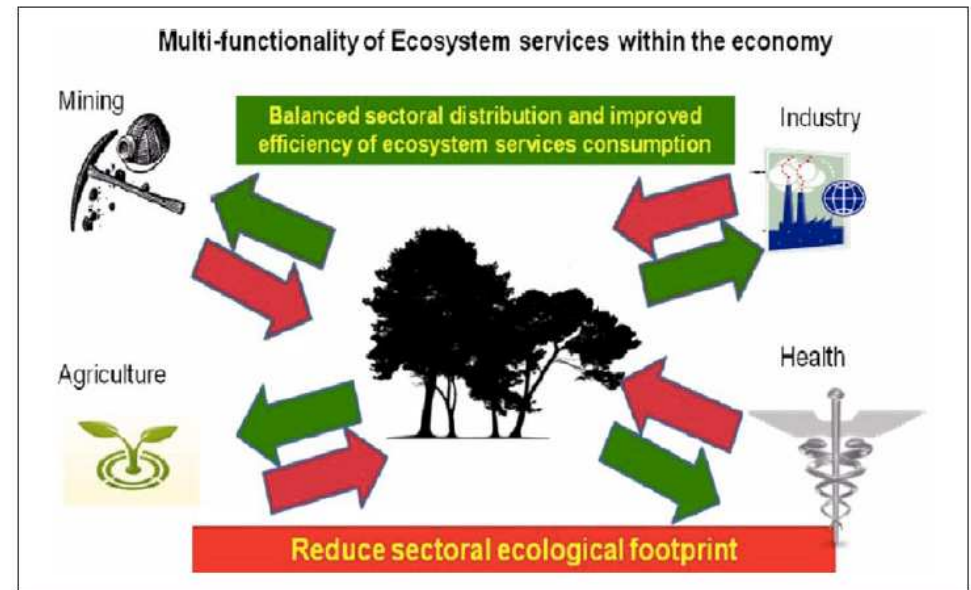 Multi-functionality of Ecosystem services within the economy
Mining
Balanced sectoral distribution and improved
efficiency of ecosystem services consumption
Industry
Agriculture
Health
Reduce sectoral ecological footprint